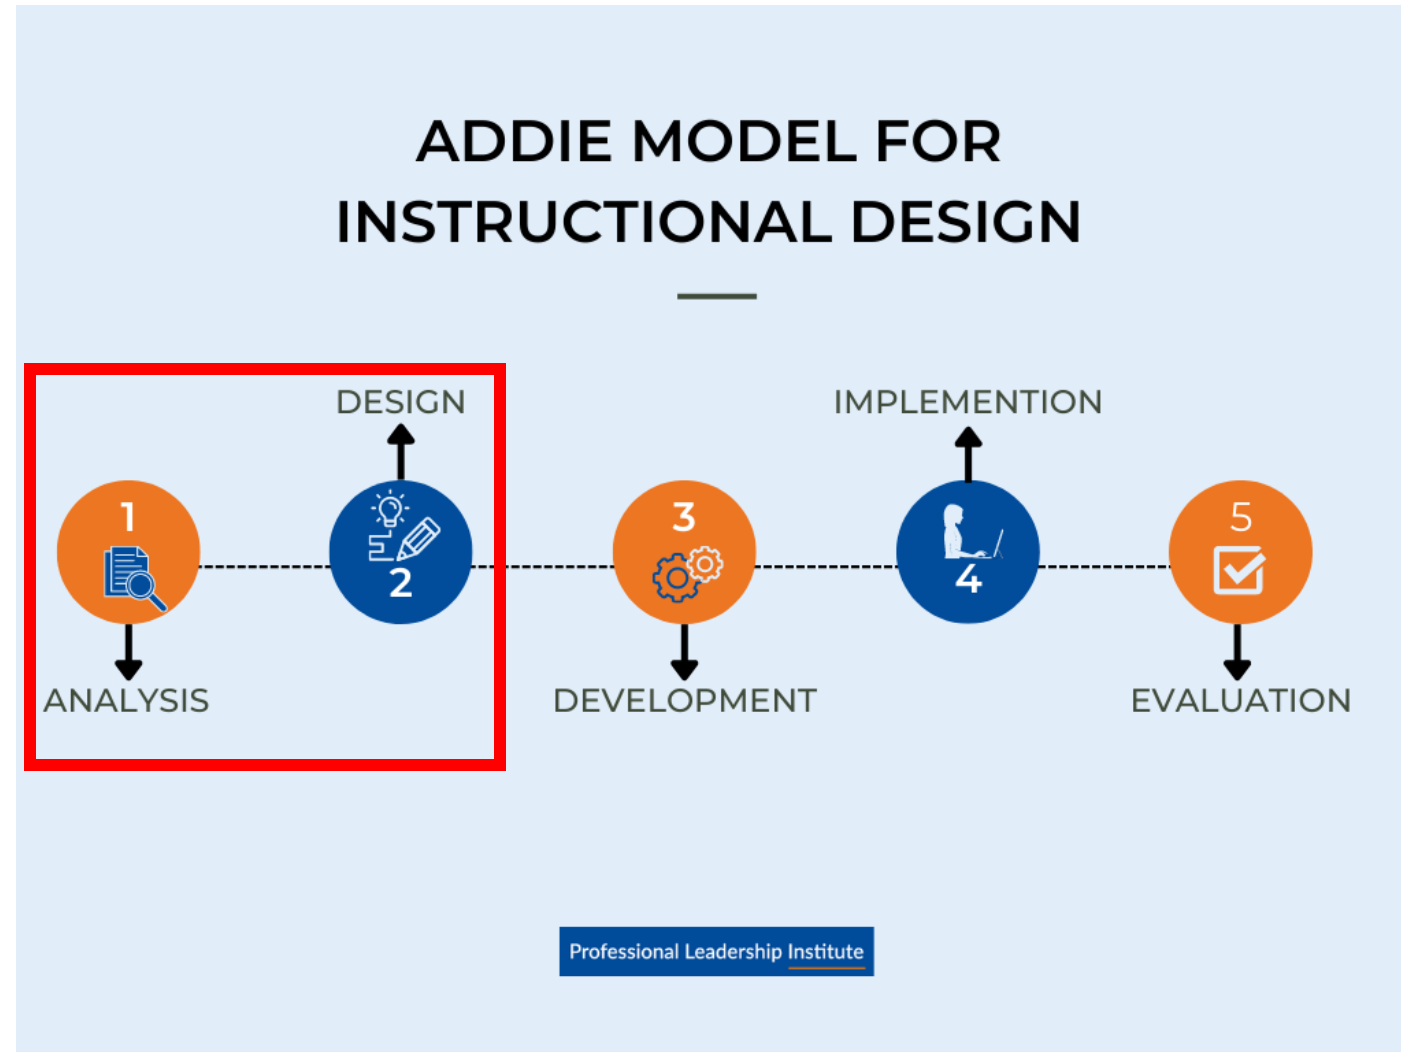 ADDIE MODEL FOR
INSTRUCTIONAL DESIGN
DESIGN
IMPLEMENTION
1
2
3
4
5
ANALYSIS
DEVELOPMENT
EVALUATION
Professional Leadership Institute